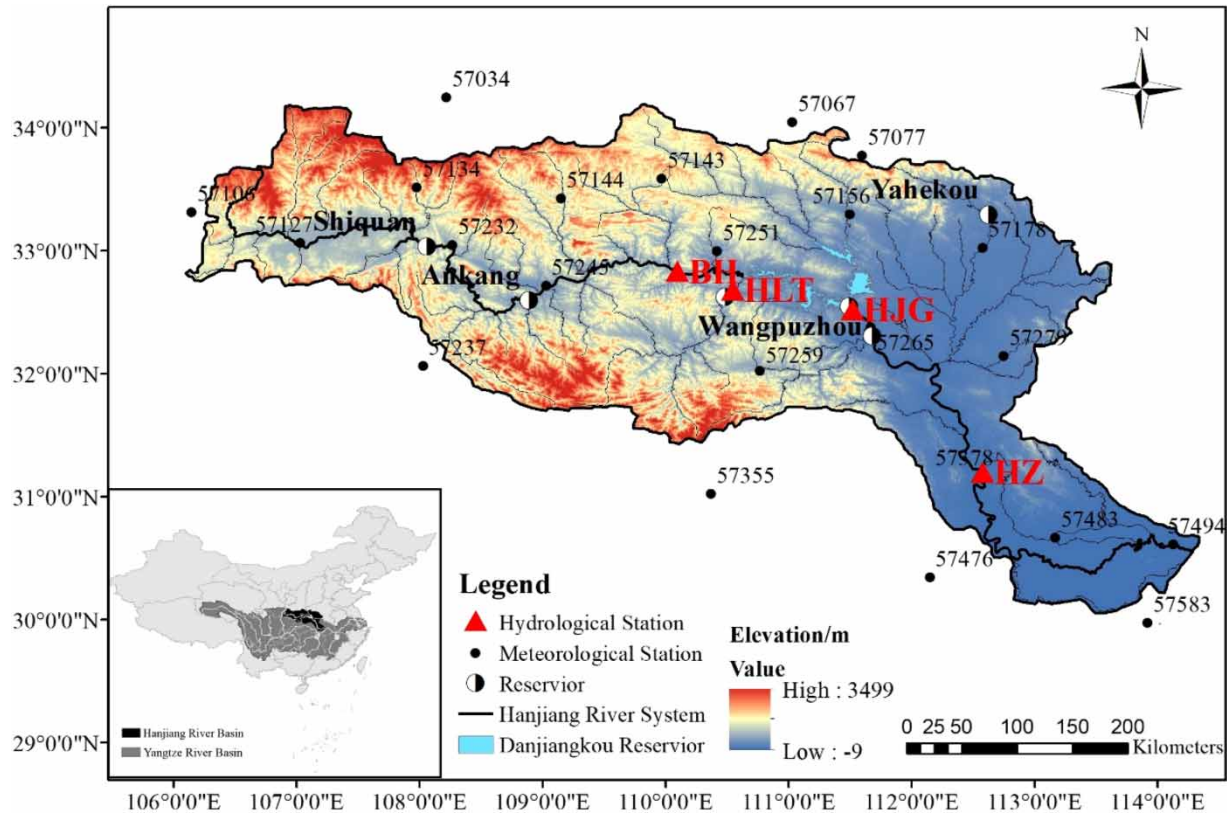 N
57034
57067
34°0'0"N
57077
57143
57134
57144
57106
57156
Yahekou
57127
Shiquan
57232
57251
57178
33°0'0"N
Ankang
57245
BH
HLT
HJG
Wangpuzhou
57265
57279
57237
57259
32°0'0"N
57378
HZ
57355
31°0'0"N
57483
57494
57476
57583
30°0'0"N
29°0'0"N
Hanjiang River Basin
Yangtze River Basin
Legend
Hydrological Station
Meteorological Station
Reservior
Hanjiang River System
Danjiangkou Reservior
Elevation/m
Value
High : 3499
Low : -9
0 25 50 100 150 200
Kilometers
106°0'0"E 107°0'0"E 108°0'0"E 109°0'0"E 110°0'0"E 111°0'0"E 112°0'0"E 113°0'0"E 114°0'0"E